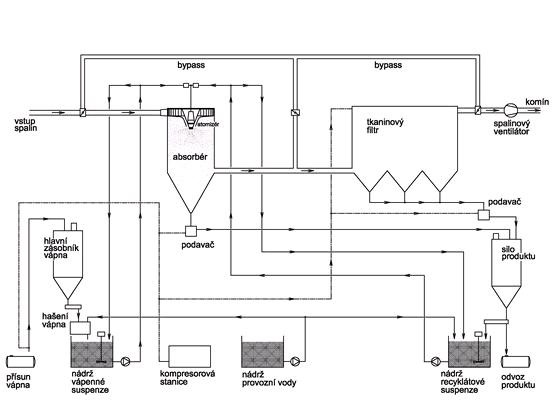 bypass
bypass
komín
vstup
spalin
atomizér
tkaninový
filtr
spalinový
ventilátor
absorbér
podavač
podavač
hlavní
zásobník
vápna
silo
produktu
hašení
vápna
přísun
vápna
nádrž
vápenné
suspenze
kompresorová
stanice
nádrž
provozní vody
nádrž
recyklátové
suspenze
odvoz
produktu